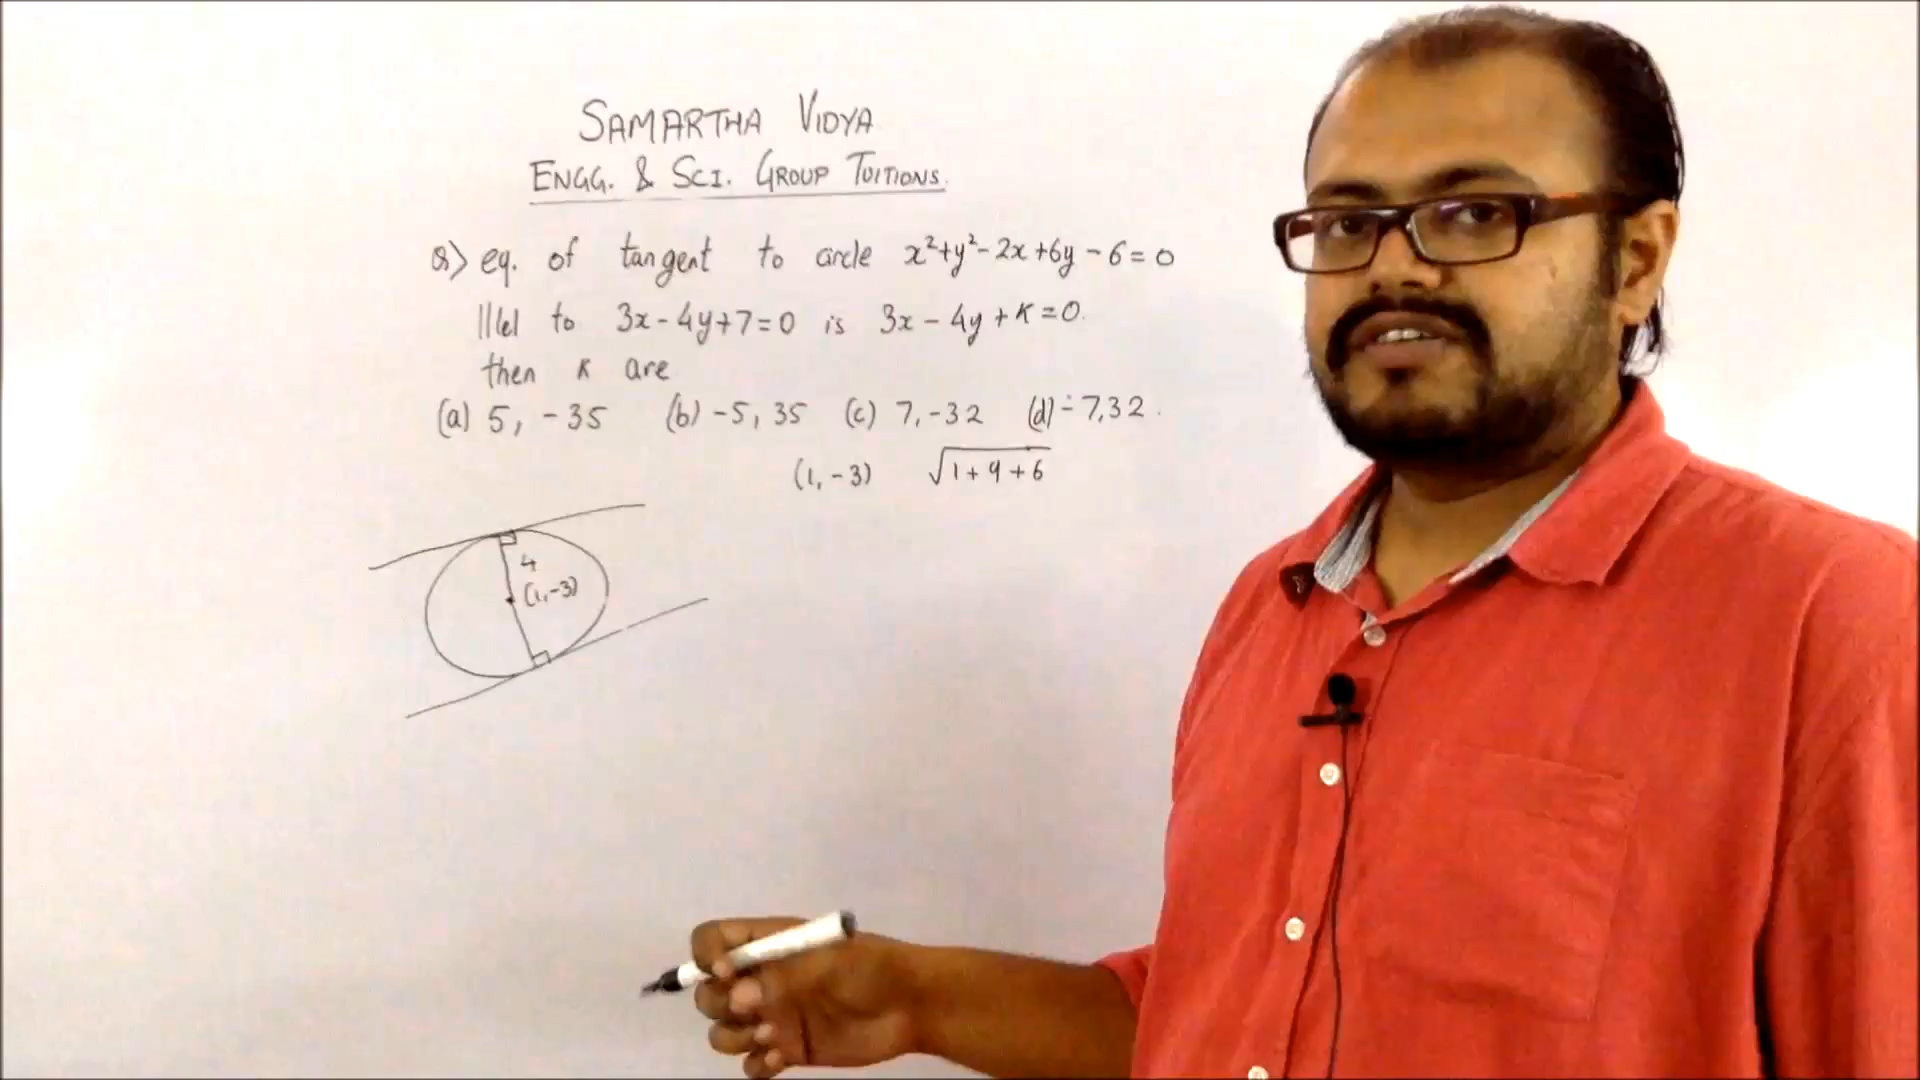 SAMARTHA VIDYA
ENGG. & SCI. GROUP TUITIONS.
Q) eq. of tangent to circle x²+y²-2x+6y-6=0
||lel to 3x-4y+7=0 is 3x-4y+k=0.
then k are
(a) 5, -35 (b) -5, 35 (c) 7, -32 (d) -7, 32.
(1, -3) √1+9+6
4
(1,-3)